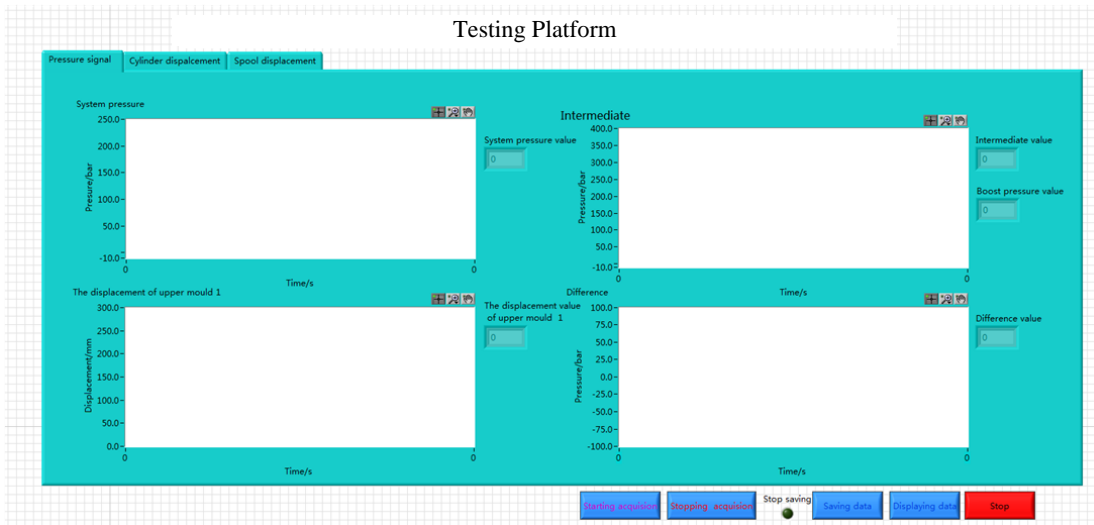 Testing Platform
Pressure signal
Cylinder dispalcement
Spool displacement
System pressure
250.0
200.0
150.0
100.0
50.0
-10.0
Presure/bar
0
0
Time/s
System pressure value
0
Intermediate
400.0
350.0
300.0
250.0
200.0
150.0
100.0
50.0
-10.0
Pressure/bar
0
0
Time/s
Intermediate value
0
Boost pressure value
0
The displacement of upper mould 1
300.0
250.0
200.0
150.0
100.0
50.0
0.0
Displacement/mm
0
0
Time/s
The displacement value
of upper mould 1
0
Difference
100.0
75.0
50.0
25.0
0.0
-25.0
-50.0
-75.0
-100.0
Pressure/bar
0
0
Time/s
Difference value
0
Starting acquision
Stopping acquision
Stop saving
Saving data
Displaying data
Stop